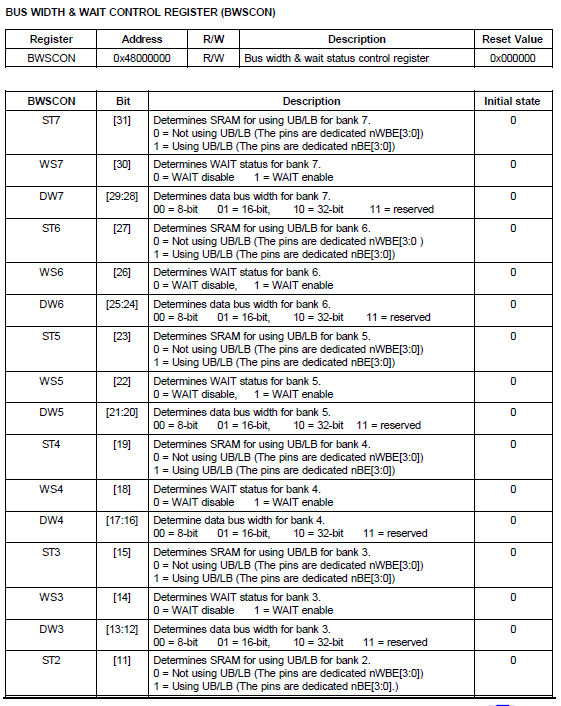 BUS WIDTH & WAIT CONTROL REGISTER (BWSCON)
Register Address R/W Description Reset Value
BWSCON 0x48000000 R/W Bus width & wait status control register 0x000000
BWSCON Bit Description Initial state
ST7 [31] Determines SRAM for using UB/LB for bank 7. 0
0 = Not using UB/LB (The pins are dedicated nWBE[3:0])
1 = Using UB/LB (The pins are dedicated nBE[3:0])
WS7 [30] Determines WAIT status for bank 7. 0
0 = WAIT disable 1 = WAIT enable
DW7 [29:28] Determines data bus width for bank 7. 0
00 = 8-bit 01 = 16-bit, 10 = 32-bit 11 = reserved
ST6 [27] Determines SRAM for using UB/LB for bank 6. 0
0 = Not using UB/LB (The pins are dedicated nWBE[3:0 )
1 = Using UB/LB (The pins are dedicated nBE[3:0])
WS6 [26] Determines WAIT status for bank 6. 0
0 = WAIT disable, 1 = WAIT enable
DW6 [25:24] Determines data bus width for bank 6. 0
00 = 8-bit 01 = 16-bit, 10 = 32-bit 11 = reserved
ST5 [23] Determines SRAM for using UB/LB for bank 5. 0
0 = Not using UB/LB (The pins are dedicated nWBE[3:0])
1 = Using UB/LB (The pins are dedicated nBE[3:0])
WS5 [22] Determines WAIT status for bank 5. 0
0 = WAIT disable, 1 = WAIT enable
DW5 [21:20] Determines data bus width for bank 5. 0
00 = 8-bit 01 = 16-bit, 10 = 32-bit 11 = reserved
ST4 [19] Determines SRAM for using UB/LB for bank 4. 0
0 = Not using UB/LB (The pins are dedicated nWBE[3:0])
1 = Using UB/LB (The pins are dedicated nBE[3:0])
WS4 [18] Determines WAIT status for bank 4. 0
0 = WAIT disable 1 = WAIT enable
DW4 [17:16] Determine data bus width for bank 4. 0
00 = 8-bit 01 = 16-bit, 10 = 32-bit 11 = reserved
ST3 [15] Determines SRAM for using UB/LB for bank 3. 0
0 = Not using UB/LB (The pins are dedicated nWBE[3:0])
1 = Using UB/LB (The pins are dedicated nBE[3:0])
WS3 [14] Determines WAIT status for bank 3. 0
0 = WAIT disable 1 = WAIT enable
DW3 [13:12] Determines data bus width for bank 3. 0
00 = 8-bit 01 = 16-bit, 10 = 32-bit 11 = reserved
ST2 [11] Determines SRAM for using UB/LB for bank 2. 0
0 = Not using UB/LB (The pins are dedicated nWBE[3:0])
1 = Using UB/LB (The pins are dedicated nBE[3:0].)